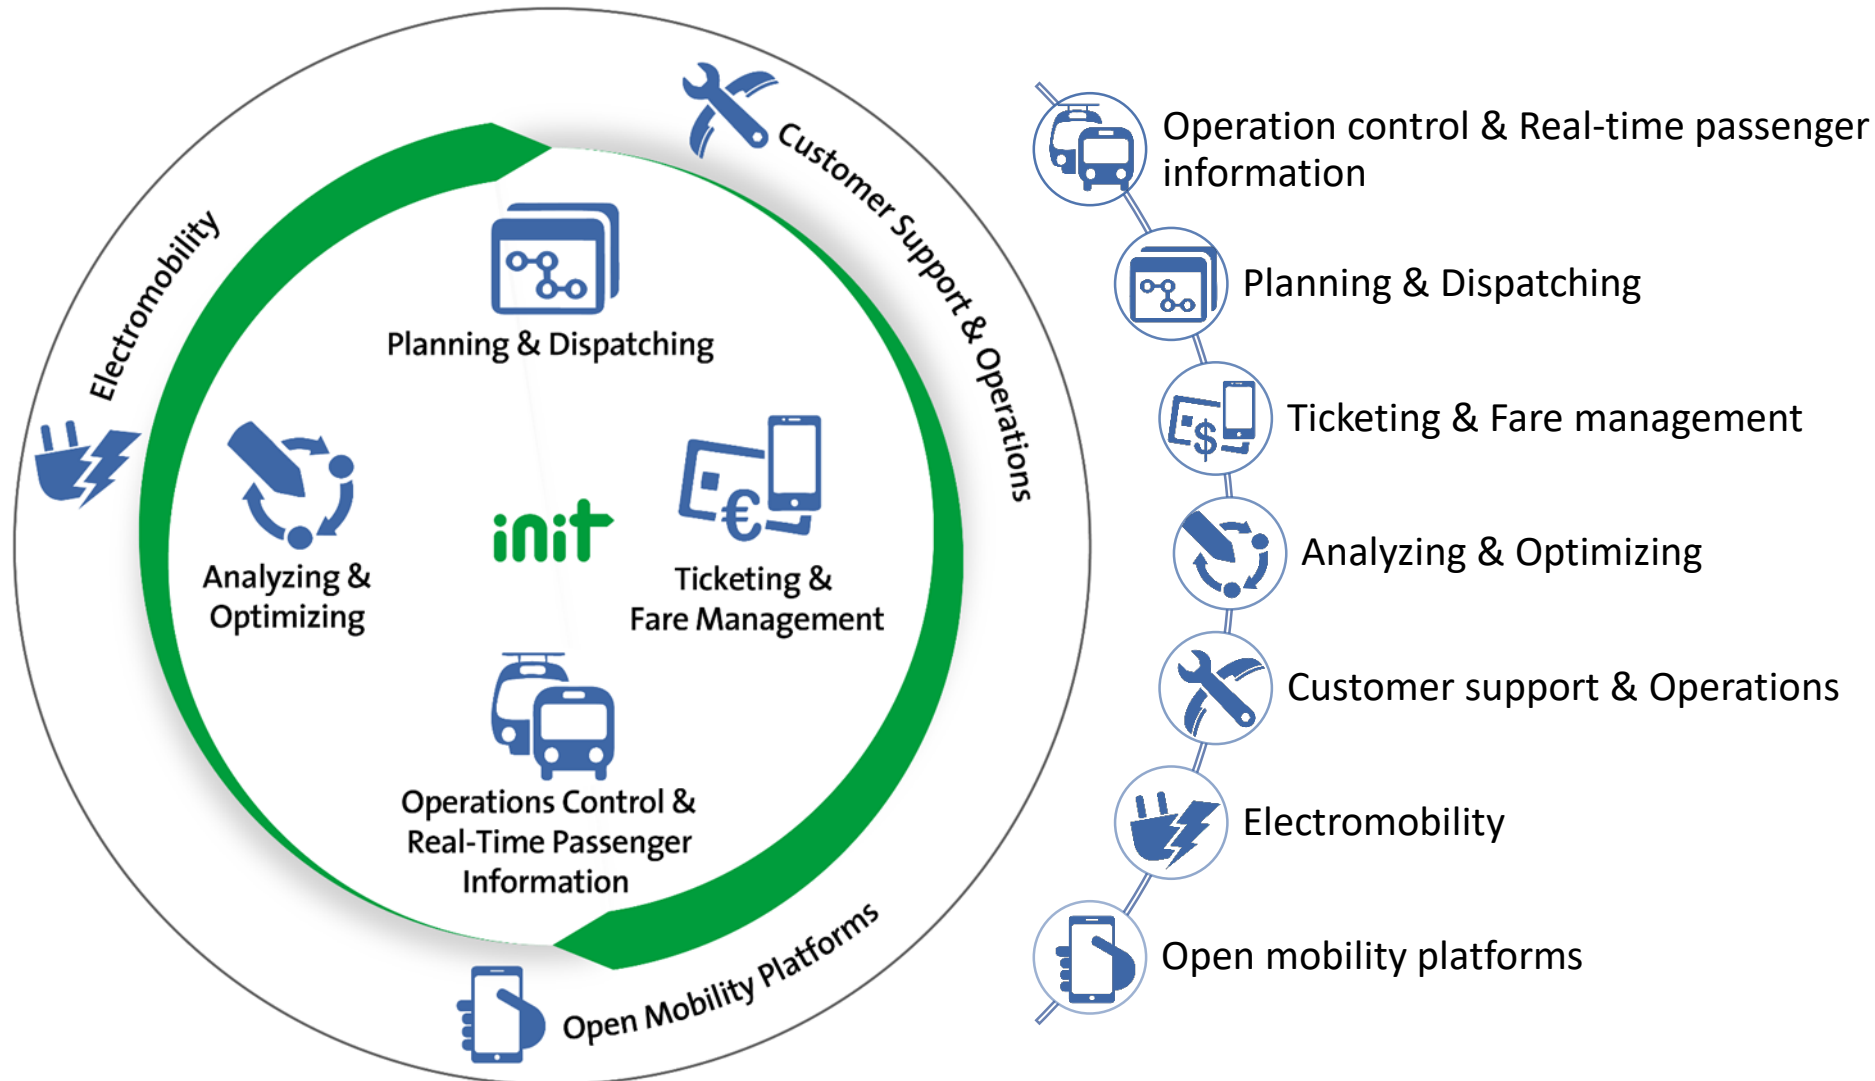 Customer Support & Operations
Electromobility
Planning & Dispatching
Analyzing &
Optimizing
init
€
Ticketing &
Fare Management
Operations Control &
Real-Time Passenger
Information
Open Mobility Platforms
Operation control & Real-time passenger
information
Planning & Dispatching
$
Ticketing & Fare management
Analyzing & Optimizing
Customer support & Operations
Electromobility
Open mobility platforms